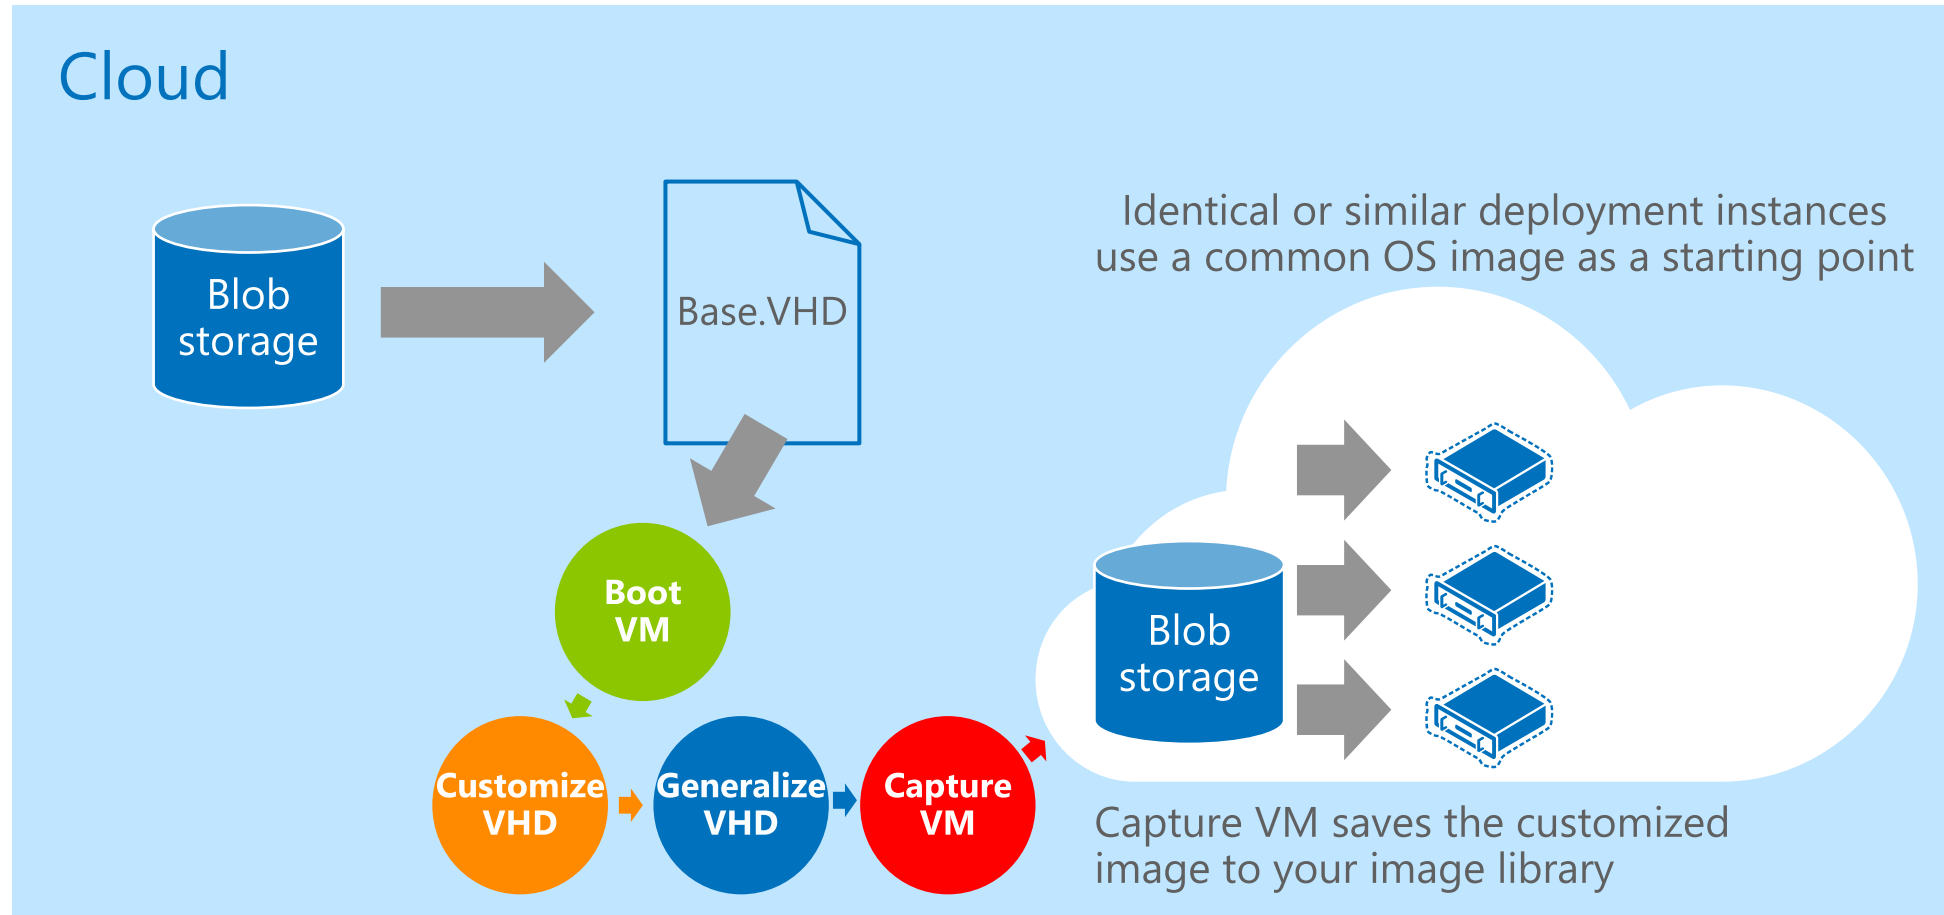 Cloud
Blob
storage
Base.VHD
Identical or similar deployment instances
use a common OS image as a starting point
Boot
VM
Customize
VHD
Generalize
VHD
Capture
VM
Blob
storage
Capture VM saves the customized
image to your image library